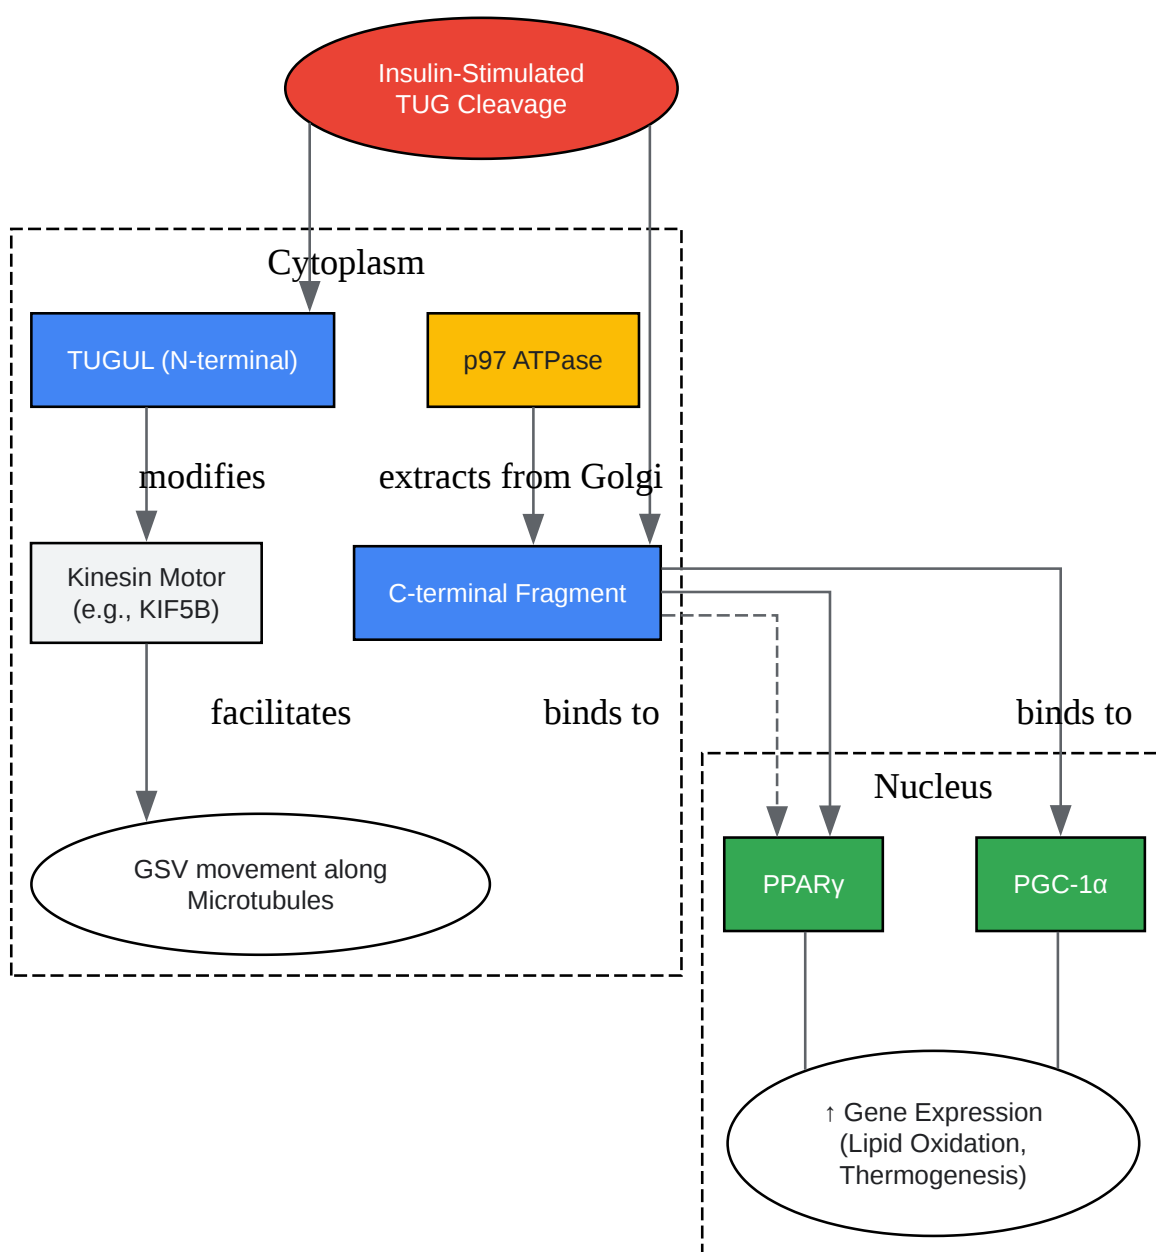 Insulin-Stimulated
TUG Cleavage
Cytoplasm
TUGUL (N-terminal)
p97 ATPase
modifies
extracts from Golgi
Kinesin Motor
(e.g., KIF5B)
C-terminal Fragment
facilitates
binds to
binds to
Nucleus
GSV movement along
Microtubules
PPARγ
PGC-1α
↑ Gene Expression
(Lipid Oxidation,
Thermogenesis)